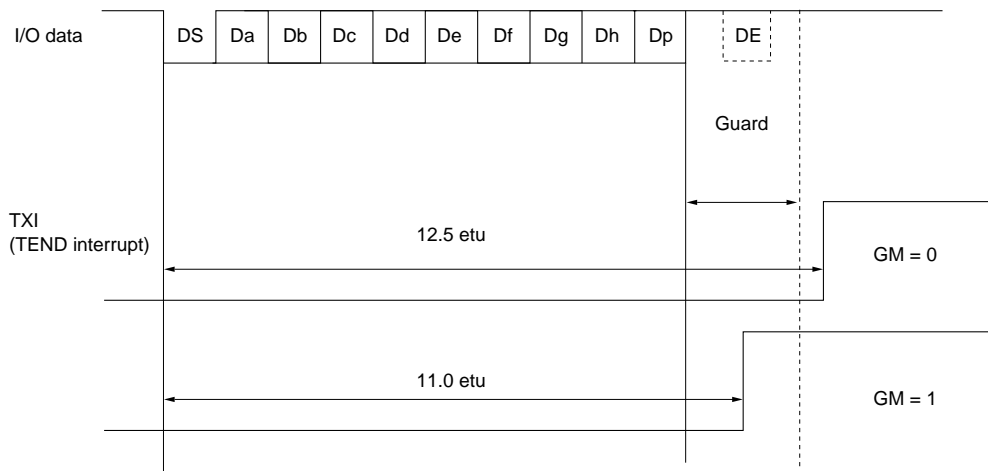 I/O data
DS Da Db Dc Dd De Df Dg Dh Dp DE
Guard
TXI
(TEND interrupt)
12.5 etu
GM = 0
11.0 etu
GM = 1